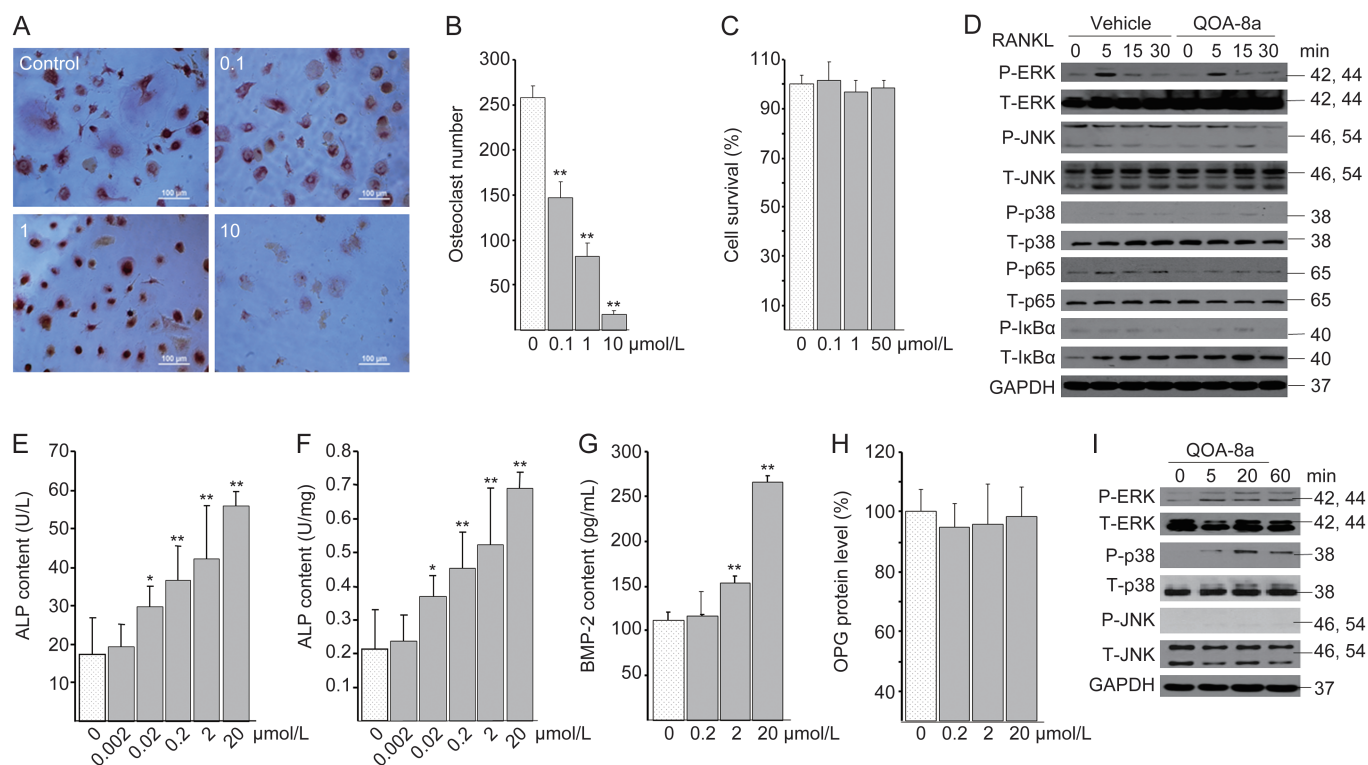 A
Control
0.1
100 µm
100 µm
1
10
100 µm
100 µm
B
Osteoclast number
300
250
200
150
100
50
**
**
**
0 0.1 1 10 µmol/L
C
Cell survival (%)
110
90
70
50
30
10
0 0.1 1 50 µmol/L
D
Vehicle QOA-8a
RANKL 0 5 15 30 0 5 15 30 min
P-ERK 42, 44
T-ERK 42, 44
P-JNK 46, 54
T-JNK 46, 54
P-p38 38
T-p38 38
P-p65 65
T-p65 65
P-IκBα 40
T-IκBα 40
GAPDH 37
E
ALP content (U/L)
70
60
50
40
30
20
10
*
**
**
**
0 0.002 0.02 0.2 2 20 µmol/L
F
ALP content (U/mg)
0.8
0.7
0.6
0.5
0.4
0.3
0.2
0.1
*
**
**
**
0 0.002 0.02 0.2 2 20 µmol/L
G
BMP-2 content (pg/mL)
300
250
200
150
100
50
**
**
0 0.2 2 20 µmol/L
H
OPG protein level (%)
120
100
80
60
40
0 0.2 2 20 µmol/L
I
QOA-8a
0 5 20 60 min
P-ERK 42, 44
T-ERK 42, 44
P-p38 38
T-p38 38
P-JNK 46, 54
T-JNK 46, 54
GAPDH 37